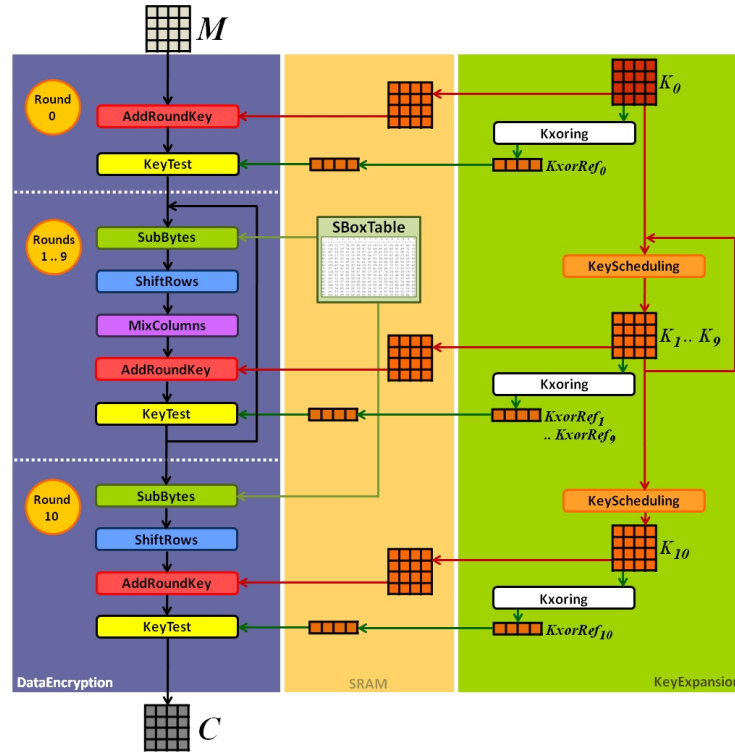 M
Round
0
AddRoundKey
K0
Kxoring
KeyTest
KxorRef0
Rounds
1 .. 9
SBoxTable
SubBytes
ShiftRows
KeyScheduling
MixColumns
K1 .. K9
AddRoundKey
Kxoring
KeyTest
KxorRef1
.. KxorRef9
Round
10
SubBytes
KeyScheduling
ShiftRows
K10
AddRoundKey
Kxoring
KeyTest
KxorRef10
DataEncryption
SRAM
KeyExpansion
C